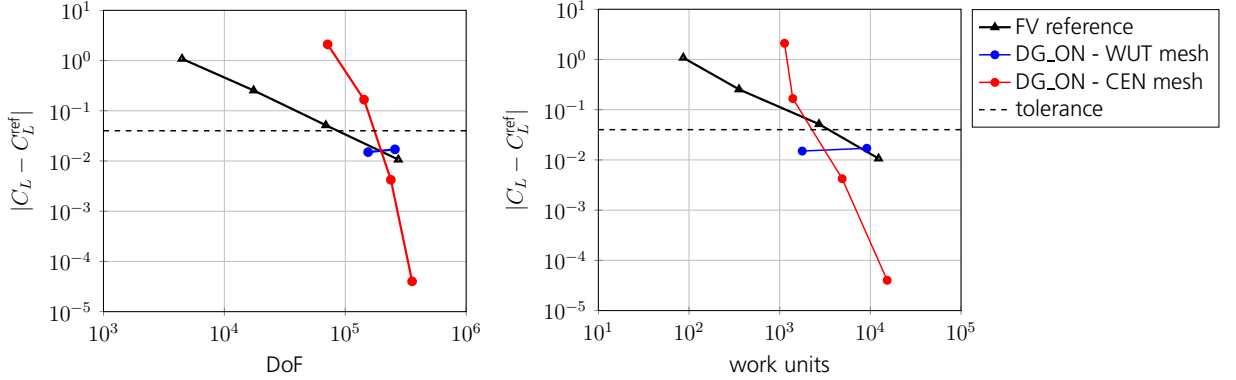 10^1
10^0
10^−1
10^−2
10^−3
10^−4
10^−5
|C_L − C_L^ref|
10^3
10^4
10^5
10^6
DoF
10^1
10^0
10^−1
10^−2
10^−3
10^−4
10^−5
|C_L − C_L^ref|
10^1
10^2
10^3
10^4
10^5
work units
FV reference
DG_ON - WUT mesh
DG_ON - CEN mesh
tolerance